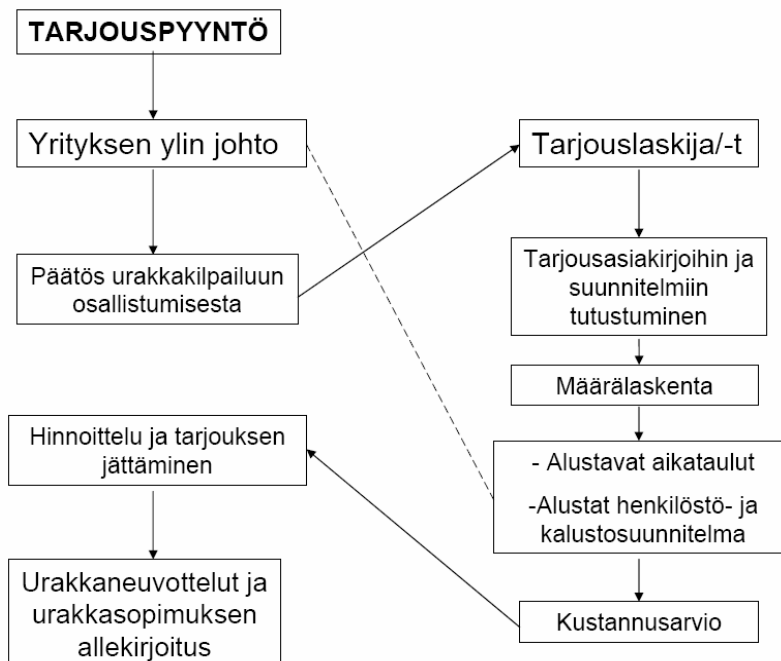 TARJOUSPYYNTÖ
Yrityksen ylin johto
Päätös urakkakilpailuun
osallistumisesta
Tarjouslaskija/-t
Tarjousasiakirjoihin ja
suunnitelmiin
tutustuminen
Määrälaskenta
- Alustavat aikataulut
-Alustat henkilöstö- ja
kalustosuunnitelma
Kustannusarvio
Hinnoittelu ja tarjouksen
jättäminen
Urakkaneuvottelut ja
urakkasopimuksen
allekirjoitus